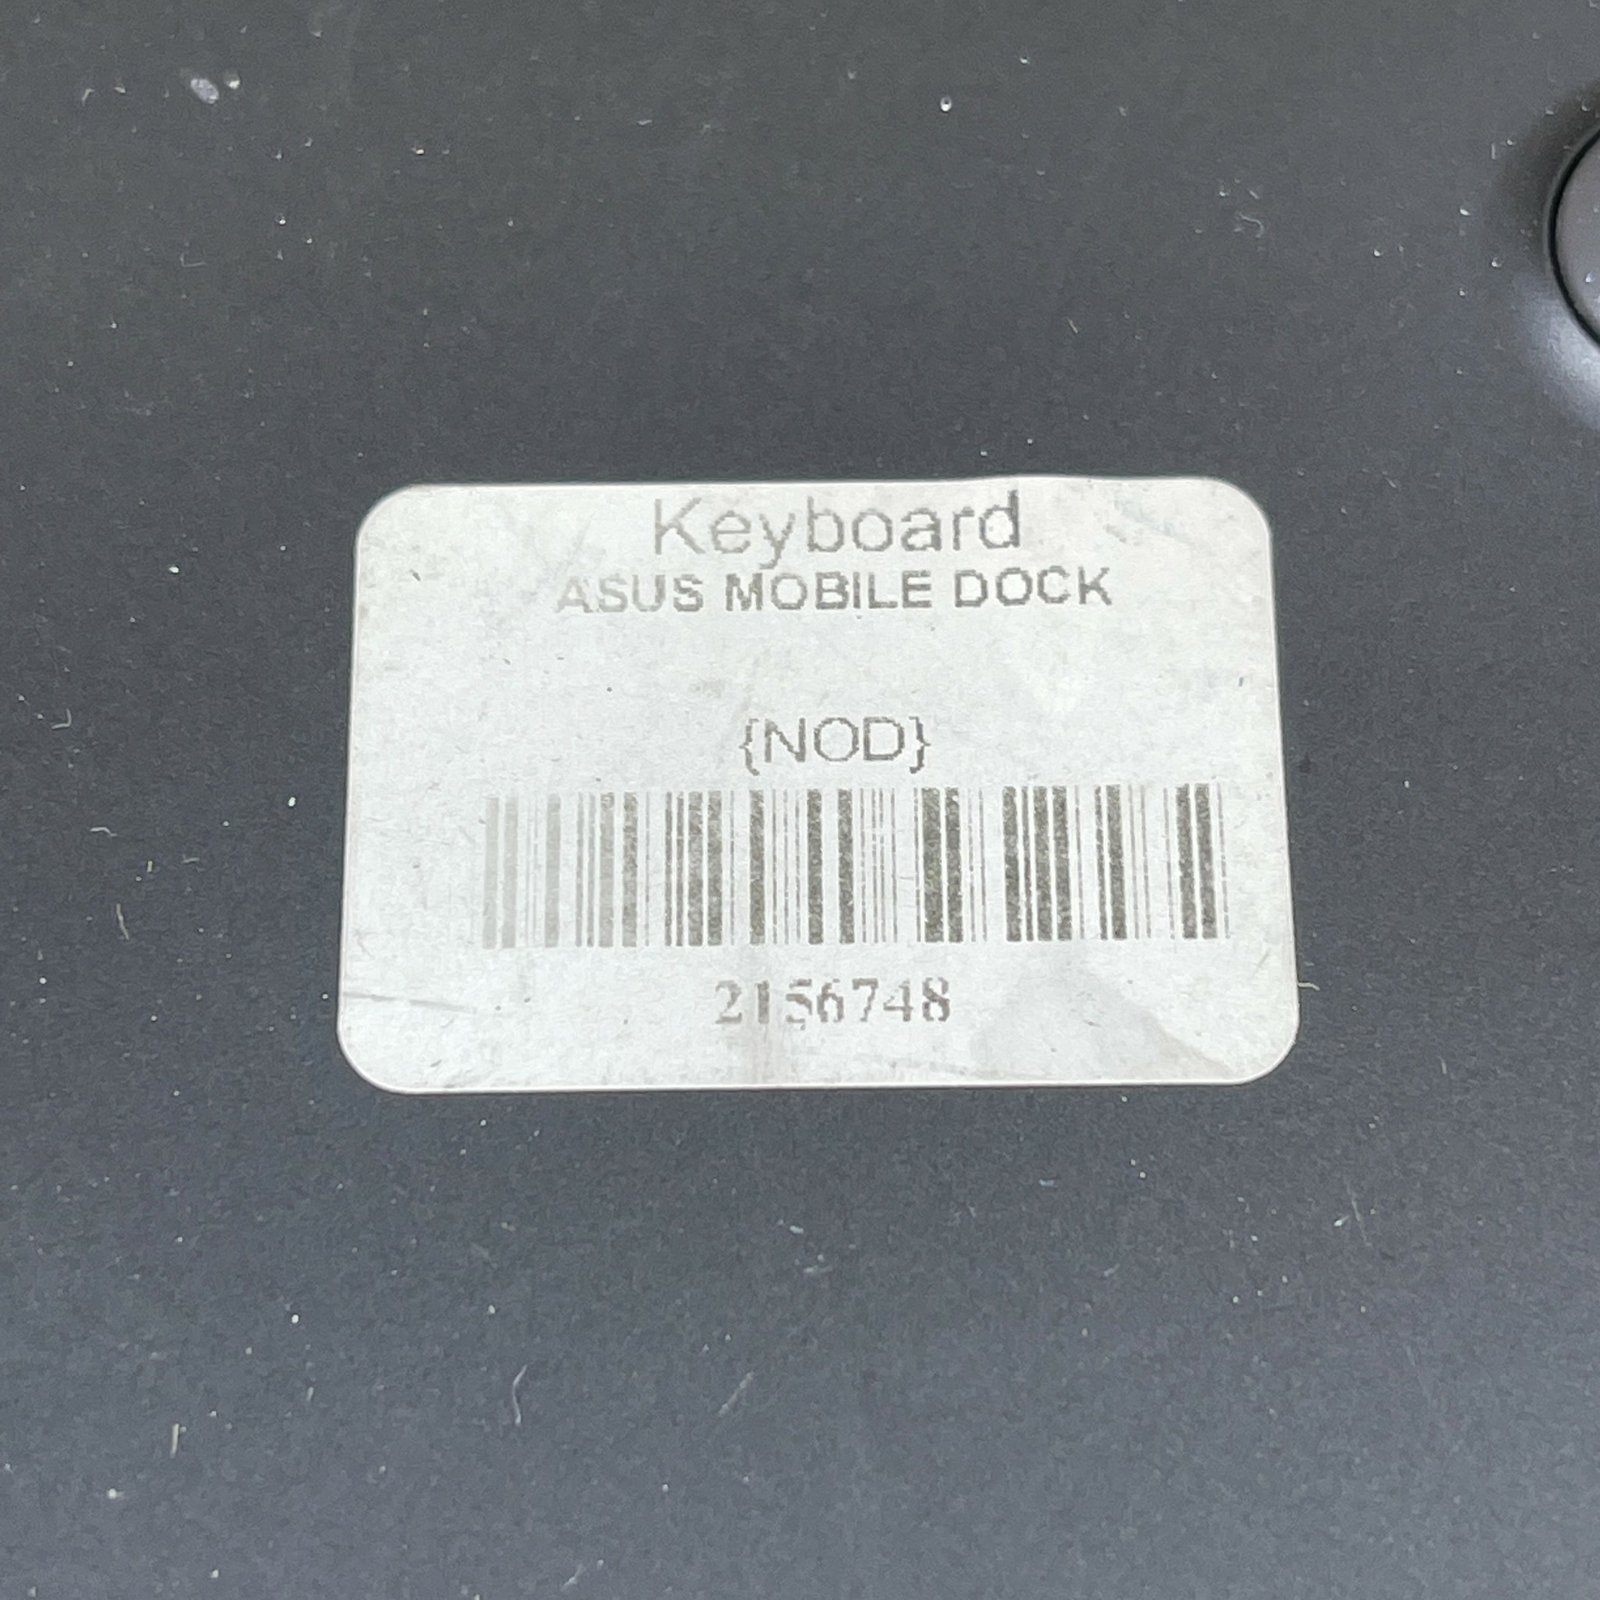 Keyboard
ASUS MOBILE DOCK
{NOD}
2156748